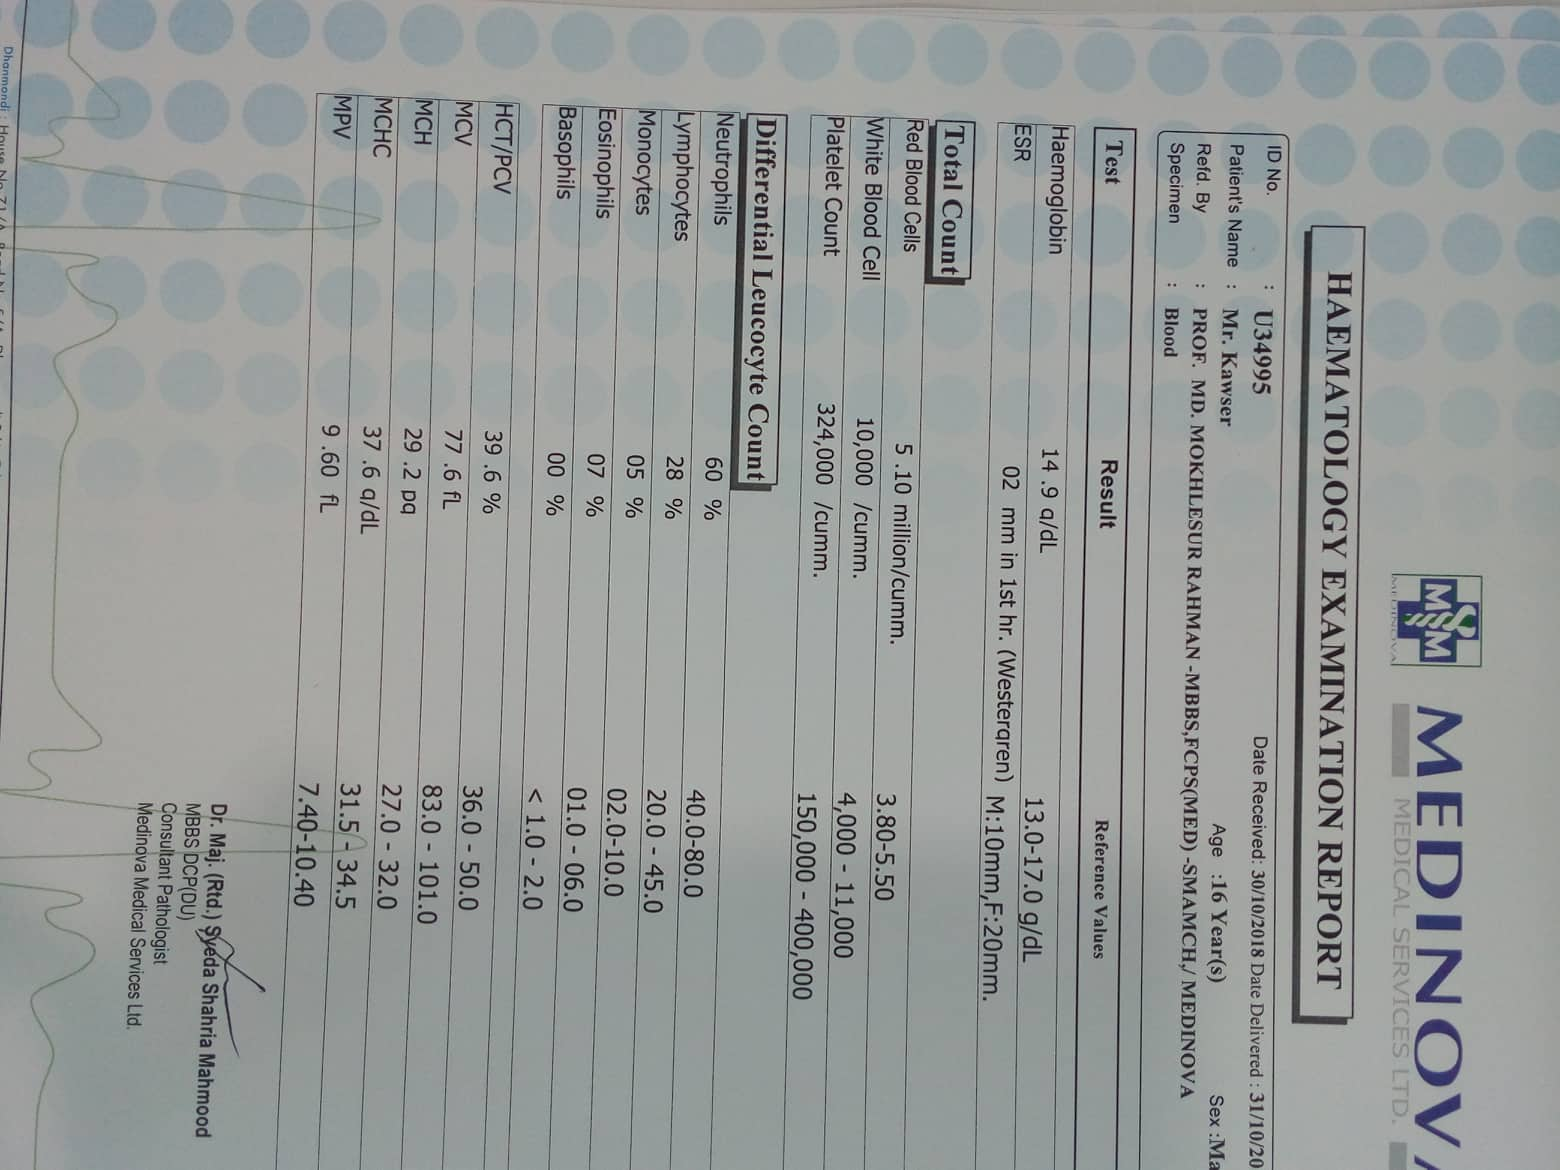 MEDINOVA
MEDICAL SERVICES LTD.
MEDINOVA
HAEMATOLOGY EXAMINATION REPORT
ID No. : U34995 Date Received: 30/10/2018 Date Delivered : 31/10/20
Patient's Name : Mr. Kawser Age :16 Year(s) Sex :Ma
Refd. By : PROF. MD. MOKHLESUR RAHMAN -MBBS,FCPS(MED) -SMAMCH,/ MEDINOVA
Specimen : Blood
Test Result Reference Values
Haemoglobin 14 .9 g/dL 13.0-17.0 g/dL
ESR 02 mm in 1st hr. (Westergren) M:10mm,F:20mm.
Total Count
Red Blood Cells 5 .10 million/cumm. 3.80-5.50
White Blood Cell 10,000 /cumm. 4,000 - 11,000
Platelet Count 324,000 /cumm. 150,000 - 400,000
Differential Leucocyte Count
Neutrophils 60 % 40.0-80.0
Lymphocytes 28 % 20.0 - 45.0
Monocytes 05 % 02.0-10.0
Eosinophils 07 % 01.0 - 06.0
Basophils 00 % < 1.0 - 2.0
HCT/PCV 39 .6 % 36.0 - 50.0
MCV 77 .6 fL 83.0 - 101.0
MCH 29 .2 pg 27.0 - 32.0
MCHC 37 .6 g/dL 31.5 - 34.5
MPV 9 .60 fL 7.40-10.40
Dr. Maj. (Rtd.) Syeda Shahria Mahmood
MBBS DCP(DU)
Consultant Pathologist
Medinova Medical Services Ltd.
Dhanmondi : House No.71/A, Road No.